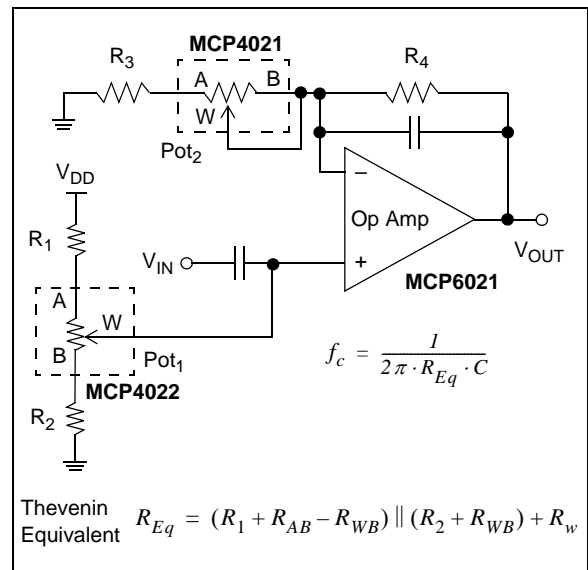 MCP4021
R3
A
B
R4
W
Pot2
VDD
−
R1
Op Amp
VIN
+
VOUT
A
MCP6021
W
B
Pot1
fc = 1 / 2π · REq · C
MCP4022
R2
Thevenin
Equivalent
REq = (R1 + RAB – RWB) || (R2 + RWB) + Rw